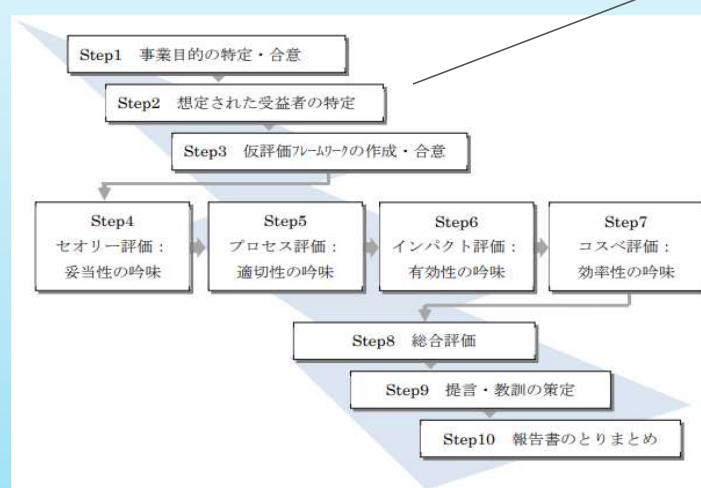 Step1 事業目的の特定・合意
Step2 想定された受益者の特定
Step3 仮評価フレームワークの作成・合意
Step4
セオリー評価：
妥当性の吟味
Step5
プロセス評価：
適切性の吟味
Step6
インパクト評価：
有効性の吟味
Step7
コスベ評価：
効率性の吟味
Step8 総合評価
Step9 提言・教訓の策定
Step10 報告書のとりまとめ